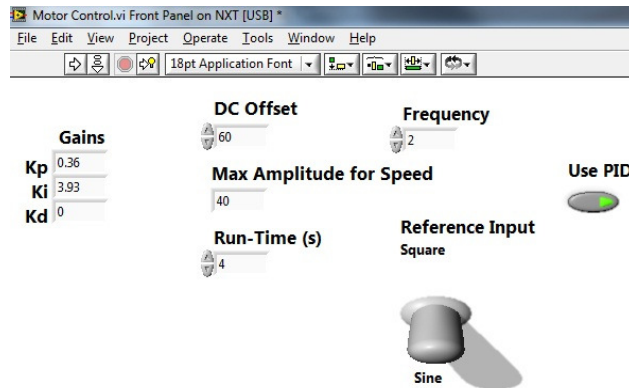 Motor Control.vi Front Panel on NXT [USB] *
File Edit View Project Operate Tools Window Help
18pt Application Font
DC Offset
60
Frequency
2
Gains
Kp 0.36
Ki 3.93
Kd 0
Max Amplitude for Speed
40
Use PID
Run-Time (s)
4
Reference Input
Square
Sine